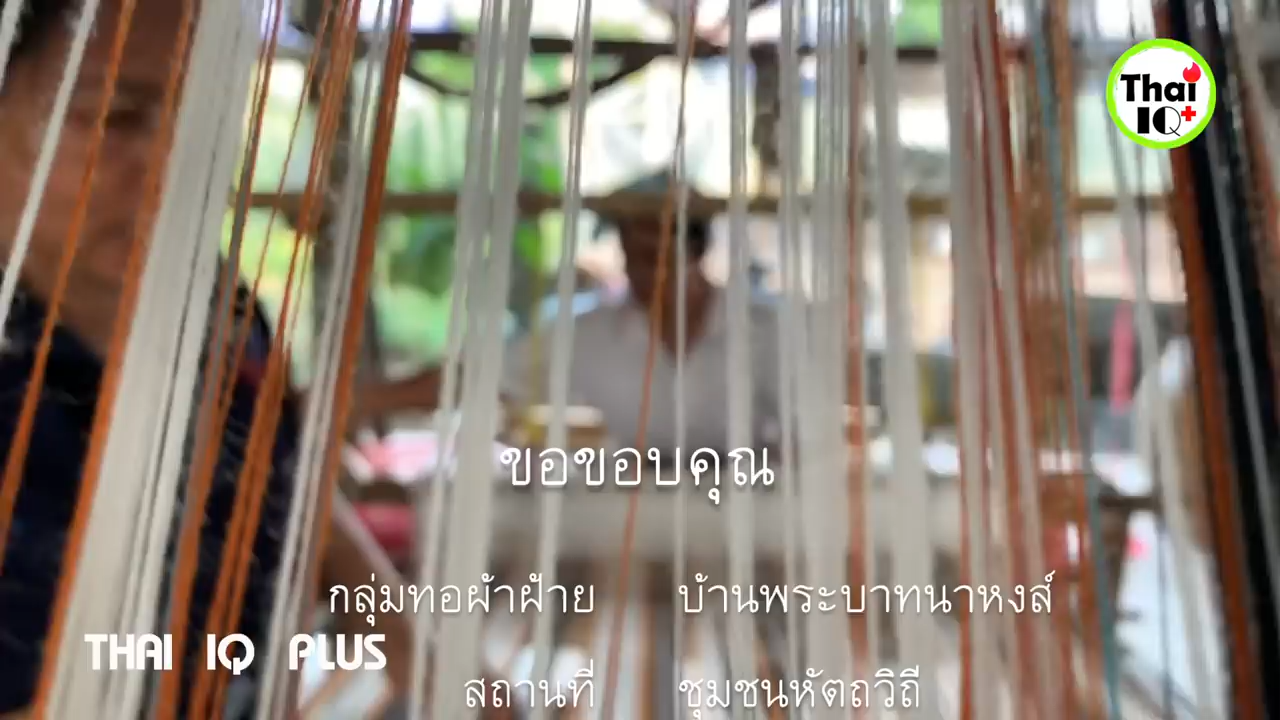 Thai
IQ+
ขอขอบคุณ
กลุ่มทอผ้าฝ้าย บ้านพระบาทนาหงส์
THAI IQ PLUS
สถานที่ ชุมชนหัตถวิถี